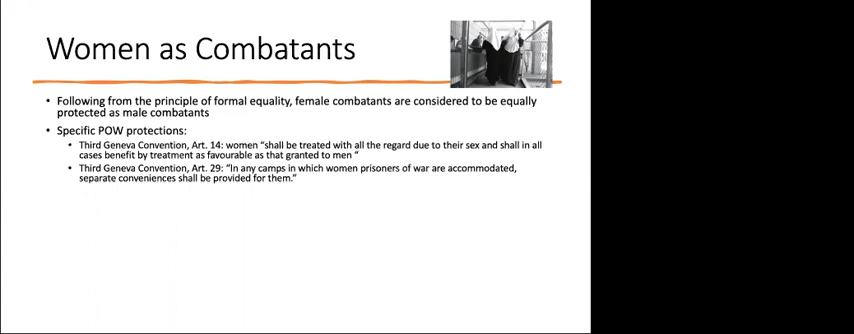 Women as Combatants
• Following from the principle of formal equality, female combatants are considered to be equally
protected as male combatants
• Specific POW protections:
• Third Geneva Convention, Art. 14: women “shall be treated with all the regard due to their sex and shall in all
cases benefit by treatment as favourable as that granted to men “
• Third Geneva Convention, Art. 29: “In any camps in which women prisoners of war are accommodated,
separate conveniences shall be provided for them.”